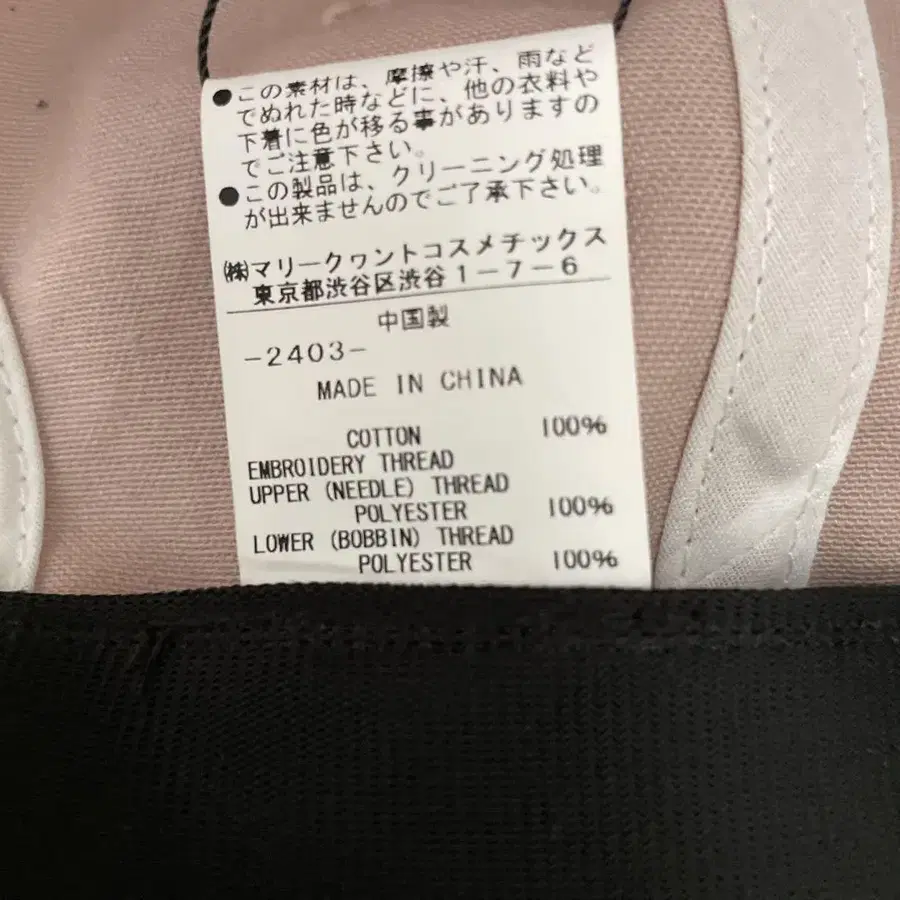 ●この素材は、摩擦や汗、雨など
でぬれた時などに、他の衣料や
下着に色が移る事がありますの
でご注意下さい。
●この製品は、クリーニング処理
が出来ませんのでご了承下さい。
㈱マリークヮントコスメチックス
東京都渋谷区渋谷1-7-6
中国製
-2403-
MADE IN CHINA
COTTON 100%
EMBROIDERY THREAD
UPPER (NEEDLE) THREAD
POLYESTER 100%
LOWER (BOBBIN) THREAD
POLYESTER 100%